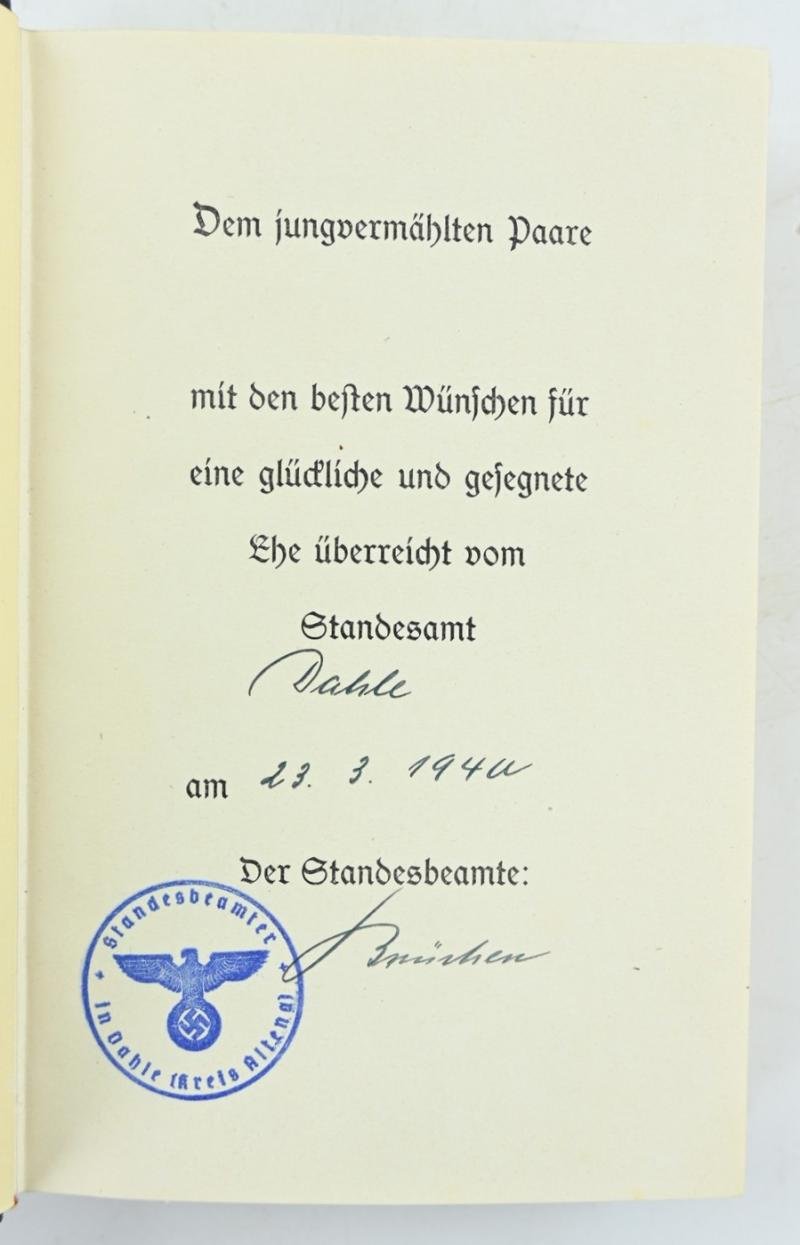 Dem jungvermählten Paare
mit den besten Wünschen für
eine glückliche und gesegnete
Ehe überreicht vom
Standesamt
Dahle
am 23. 3. 1940
Der Standesbeamte:
Standesbeamter
in Dahle (Kreis Altena)